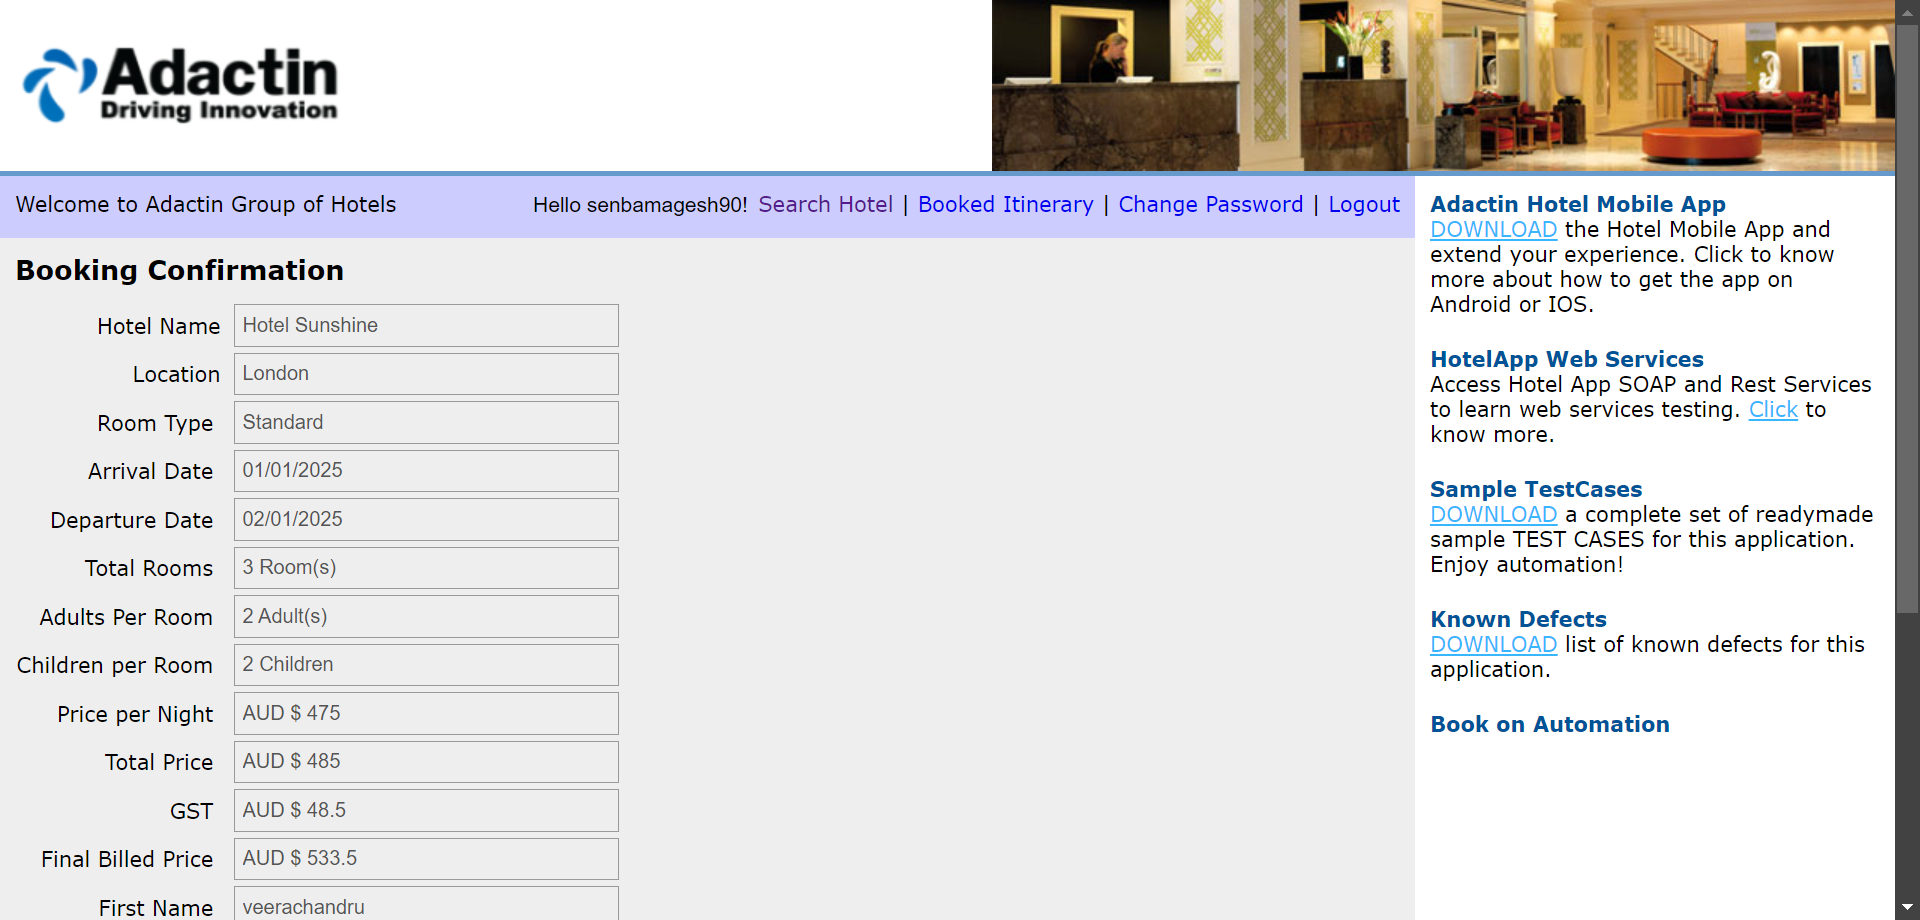 Adactin
Driving Innovation
Welcome to Adactin Group of Hotels
Hello senbamagesh90! Search Hotel | Booked Itinerary | Change Password | Logout
Booking Confirmation
Hotel Name Hotel Sunshine
Location London
Room Type Standard
Arrival Date 01/01/2025
Departure Date 02/01/2025
Total Rooms 3 Room(s)
Adults Per Room 2 Adult(s)
Children per Room 2 Children
Price per Night AUD $ 475
Total Price AUD $ 485
GST AUD $ 48.5
Final Billed Price AUD $ 533.5
First Name veerachandru
Adactin Hotel Mobile App
DOWNLOAD the Hotel Mobile App and
extend your experience. Click to know
more about how to get the app on
Android or IOS.
HotelApp Web Services
Access Hotel App SOAP and Rest Services
to learn web services testing. Click to
know more.
Sample TestCases
DOWNLOAD a complete set of readymade
sample TEST CASES for this application.
Enjoy automation!
Known Defects
DOWNLOAD list of known defects for this
application.
Book on Automation